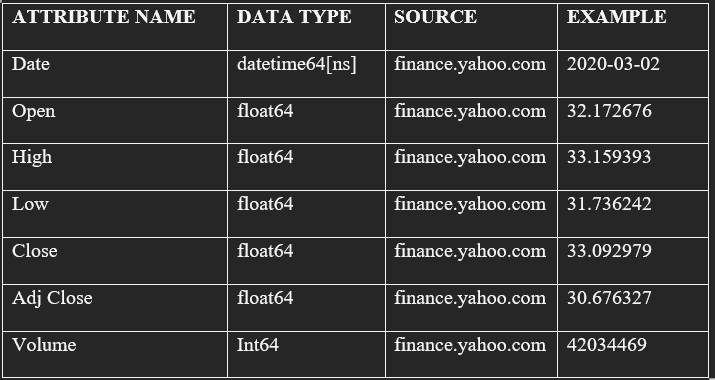 ATTRIBUTE NAME DATA TYPE SOURCE EXAMPLE
Date datetime64[ns] finance.yahoo.com 2020-03-02
Open float64 finance.yahoo.com 32.172676
High float64 finance.yahoo.com 33.159393
Low float64 finance.yahoo.com 31.736242
Close float64 finance.yahoo.com 33.092979
Adj Close float64 finance.yahoo.com 30.676327
Volume Int64 finance.yahoo.com 42034469